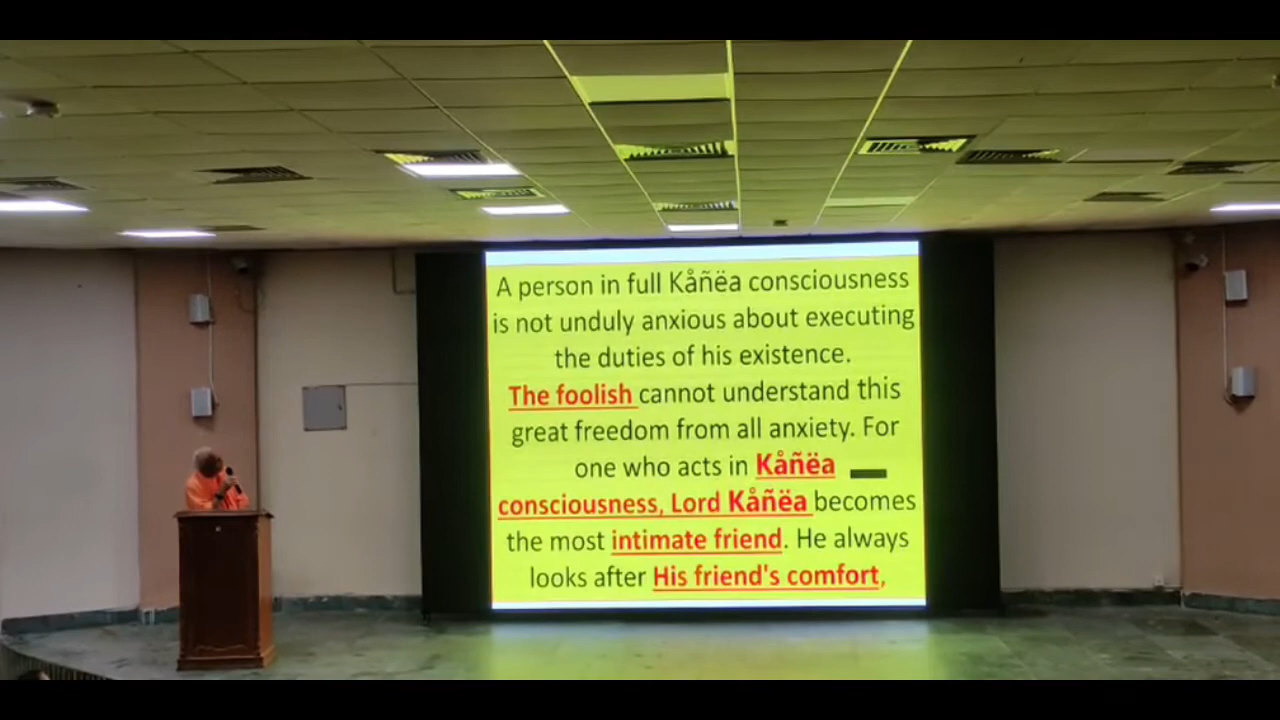 A person in full Kåñëa consciousness
is not unduly anxious about executing
the duties of his existence.
The foolish cannot understand this
great freedom from all anxiety. For
one who acts in Kåñëa
consciousness, Lord Kåñëa becomes
the most intimate friend. He always
looks after His friend's comfort,